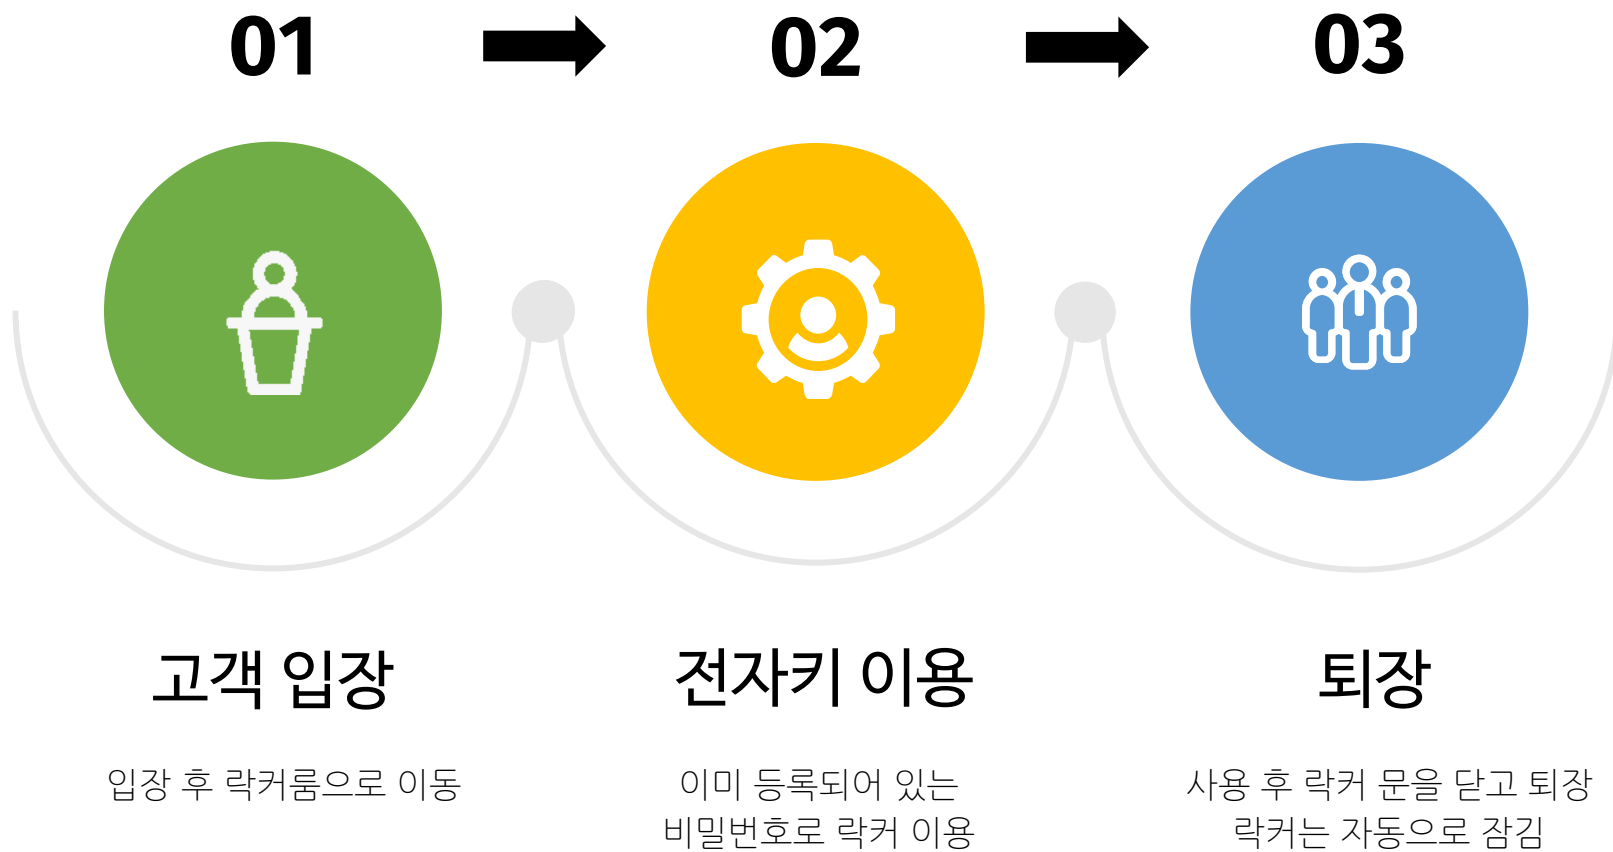 01
02
03
고객 입장
전자키 이용
퇴장
입장 후 락커룸으로 이동
이미 등록되어 있는
비밀번호로 락커 이용
사용 후 락커 문을 닫고 퇴장
락커는 자동으로 잠김